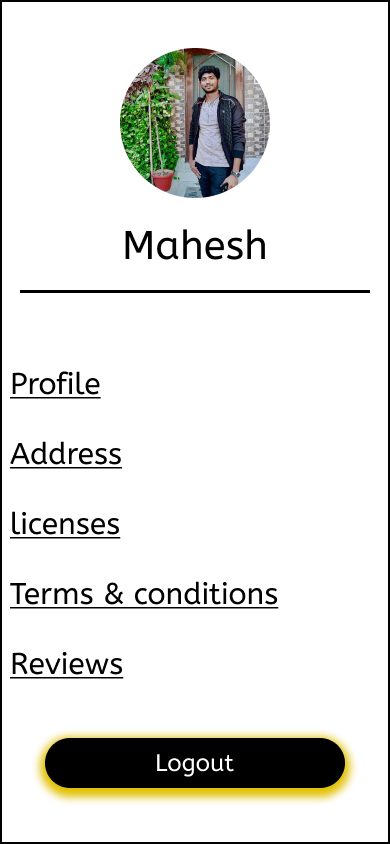 Mahesh
Profile
Address
licenses
Terms & conditions
Reviews
Logout